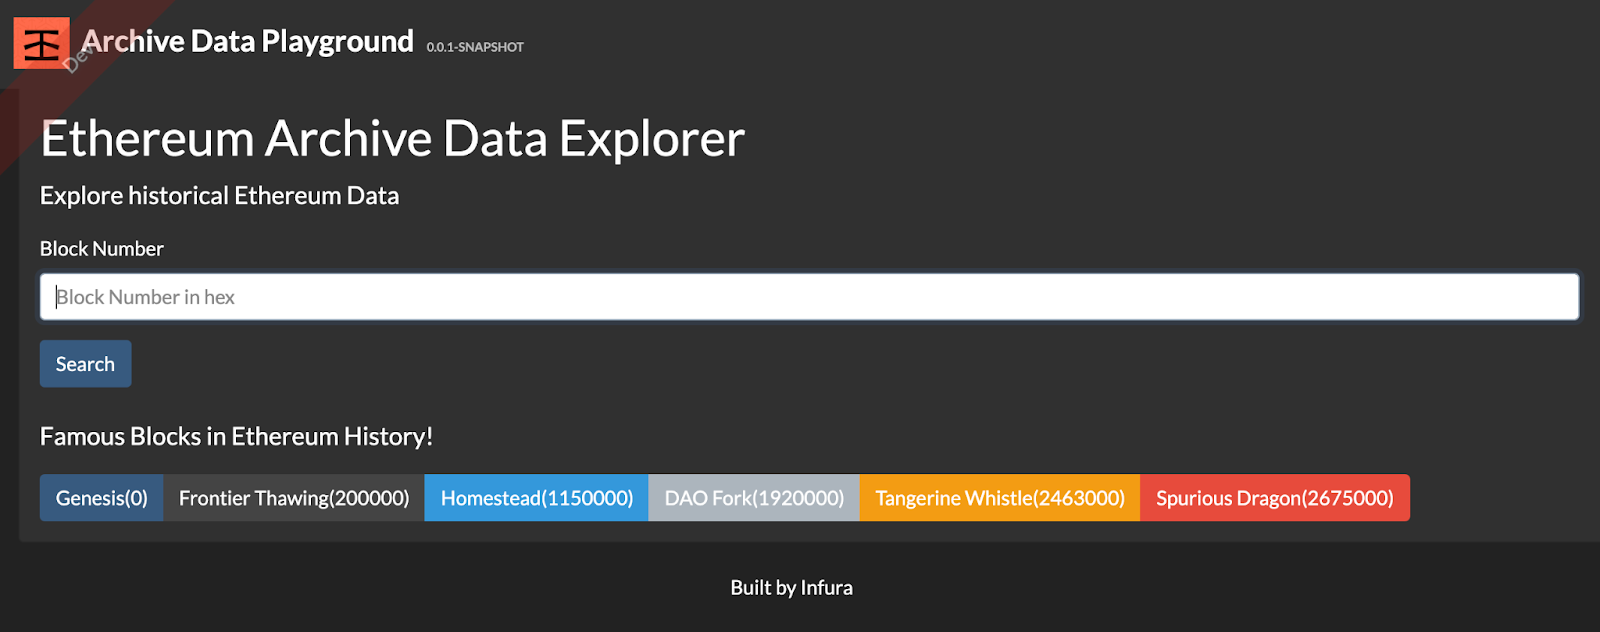 Archive Data Playground 0.0.1-SNAPSHOT
Dev
Ethereum Archive Data Explorer
Explore historical Ethereum Data
Block Number
Block Number in hex
Search
Famous Blocks in Ethereum History!
Genesis(0) Frontier Thawing(200000) Homestead(1150000) DAO Fork(1920000) Tangerine Whistle(2463000) Spurious Dragon(2675000)
Built by Infura